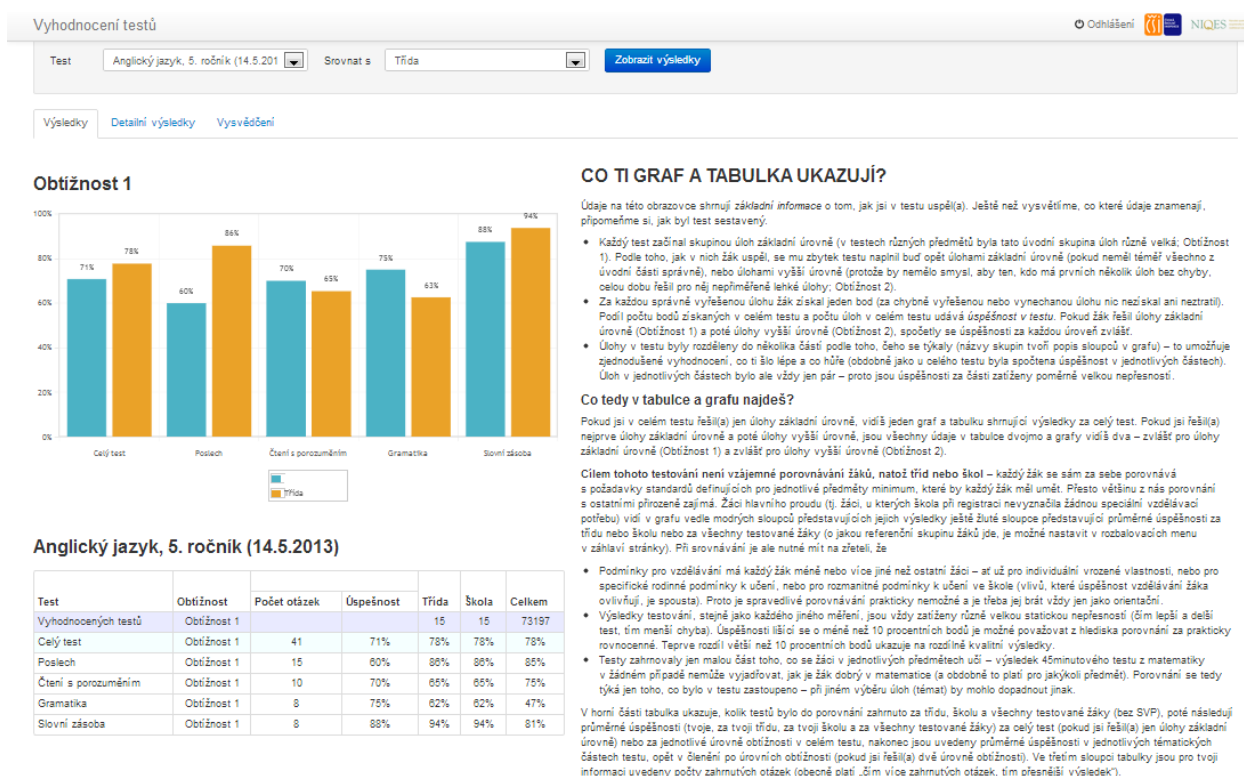 Vyhodnocení testů
Odhlášení
NIQES
Test
Anglický jazyk, 5. ročník (14.5.201
Srovnat s
Třída
Zobrazit výsledky
Výsledky
Detailní výsledky
Vysvědčení
Obtížnost 1
100%
80%
60%
40%
20%
0%
71%
78%
60%
86%
70%
65%
75%
63%
88%
94%
Celý test
Poslech
Čtení s porozuměním
Gramatika
Slovní zásoba
Třída
Anglický jazyk, 5. ročník (14.5.2013)
Test Obtížnost Počet otázek Úspešnost Třída Škola Celkem
Vyhodnocených testů Obtížnost 1 15 15 73197
Celý test Obtížnost 1 41 71% 78% 78% 78%
Poslech Obtížnost 1 15 60% 86% 86% 85%
Čtení s porozuměním Obtížnost 1 10 70% 65% 65% 75%
Gramatika Obtížnost 1 8 75% 62% 62% 47%
Slovní zásoba Obtížnost 1 8 88% 94% 94% 81%
CO TI GRAF A TABULKA UKAZUJÍ?
Údaje na této obrazovce shrnují základní informace o tom, jak jsi v testu uspěl(a). Ještě než vysvětlíme, co které údaje znamenají,
připomeňme si, jak byl test sestavený.
• Každý test začínal skupinou úloh základní úrovně (v testech různých předmětů byla tato úvodní skupina úloh různě velká; Obtížnost
1). Podle toho, jak v nich žák uspěl, se mu zbytek testu naplnil buď opět úlohami základní úrovně (pokud neměl téměř všechno z
úvodní části správně), nebo úlohami vyšší úrovně (protože by nemělo smysl, aby ten, kdo má prvních několik úloh bez chyby,
celou dobu řešil pro něj nepřiměřeně lehké úlohy; Obtížnost 2).
• Za každou správně vyřešenou úlohu žák získal jeden bod (za chybně vyřešenou nebo vynechanou úlohu nic nezískal ani neztratil).
Podíl počtu bodů získaných v celém testu a počtu úloh v celém testu udává úspěšnost v testu. Pokud žák řešil úlohy základní
úrovně (Obtížnost 1) a poté úlohy vyšší úrovně (Obtížnost 2), spočetly se úspěšnosti za každou úroveň zvlášť.
• Úlohy v testu byly rozděleny do několika částí podle toho, čeho se týkaly (názvy skupin tvoří popis sloupců v grafu) – to umožňuje
zjednodušené vyhodnocení, co ti šlo lépe a co hůře (obdobně jako u celého testu byla spočtena úspěšnost v jednotlivých částech).
Úloh v jednotlivých částech bylo ale vždy jen pár – proto jsou úspěšnosti za části zatíženy poměrně velkou nepřesností.
Co tedy v tabulce a grafu najdeš?
Pokud jsi v celém testu řešil(a) jen úlohy základní úrovně, vidíš jeden graf a tabulku shrnující výsledky za celý test. Pokud jsi řešil(a)
nejprve úlohy základní úrovně a poté úlohy vyšší úrovně, jsou všechny údaje v tabulce dvojmo a grafy vidíš dva – zvlášť pro úlohy
základní úrovně (Obtížnost 1) a zvlášť pro úlohy vyšší úrovně (Obtížnost 2).
Cílem tohoto testování není vzájemné porovnávání žáků, natož tříd nebo škol – každý žák se sám za sebe porovnává
s požadavky standardů definujících pro jednotlivé předměty minimum, které by každý žák měl umět. Přesto většinu z nás porovnání
s ostatními přirozeně zajímá. Žáci hlavního proudu (tj. žáci, u kterých škola při registraci nevyznačila žádnou speciální vzdělávací
potřebu) vidí v grafu vedle modrých sloupců představujících jejich výsledky ještě žluté sloupce představující průměrné úspěšnosti za
třídu nebo školu nebo za všechny testované žáky (o jakou referenční skupinu žáků jde, je možné nastavit v rozbalovacích menu
v záhlaví stránky). Při srovnávání je ale nutné mít na zřeteli, že
• Podmínky pro vzdělávání má každý žák méně nebo více jiné než ostatní žáci – ať už pro individuální vrozené vlastnosti, nebo pro
specifické rodinné podmínky k učení, nebo pro rozmanité podmínky k učení ve škole (vlivů, které úspěšnost vzdělávání žáka
ovlivňují, je spousta). Proto je spravedlivé porovnávání prakticky nemožné a je třeba jej brát vždy jen jako orientační.
• Výsledky testování, stejně jako každého jiného měření, jsou vždy zatíženy různě velkou statickou nepřesností (čím lepší a delší
test, tím menší chyba). Úspěšnosti lišící se o méně než 10 procentních bodů je možné považovat z hlediska porovnání za prakticky
rovnocenné. Teprve rozdíl větší než 10 procentních bodů ukazuje na rozdílně kvalitní výsledky.
• Testy zahrnovaly jen malou část toho, co se žáci v jednotlivých předmětech učí – výsledek 45minutového testu z matematiky
v žádném případě nemůže vyjadřovat, jak je žák dobrý v matematice (a obdobně to platí pro jakýkoli předmět). Porovnání se tedy
týká jen toho, co bylo v testu zastoupeno – při jiném výběru úloh (témat) by mohlo dopadnout jinak.
V horní části tabulka ukazuje, kolik testů bylo do porovnání zahrnuto za třídu, školu a všechny testované žáky (bez SVP), poté následují
průměrné úspěšnosti (tvoje, za tvoji třídu, za tvoji školu a za všechny testované žáky) za celý test (pokud jsi řešil(a) jen úlohy základní
úrovně) nebo za jednotlivé úrovně obtížnosti v celém testu, nakonec jsou uvedeny průměrné úspěšnosti v jednotlivých tématických
částech testu, opět v členění po úrovních obtížnosti (pokud jsi řešil(a) dvě úrovně obtížnosti). Ve třetím sloupci tabulky jsou pro tvoji
informaci uvedeny počty zahrnutých otázek (obecně platí „čím více zahrnutých otázek, tím přesnější výsledek“).